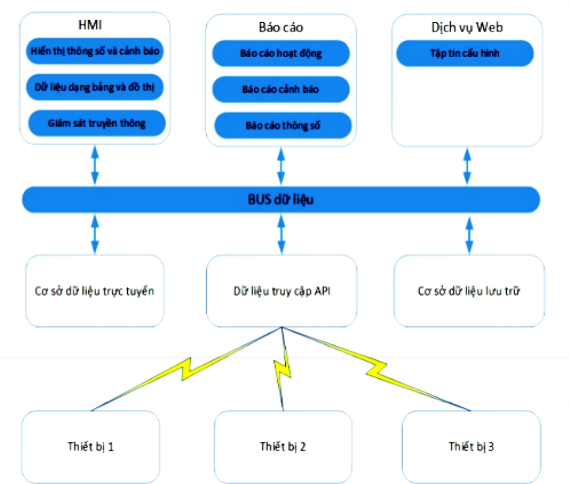 HMI
Hiển thị thông số và cảnh báo
Dữ liệu dạng bảng và đồ thị
Giám sát truyền thông
Báo cáo
Báo cáo hoạt động
Báo cáo cảnh báo
Báo cáo thông số
Dịch vụ Web
Tập tin cấu hình
BUS dữ liệu
Cơ sở dữ liệu trực tuyến
Dữ liệu truy cập API
Cơ sở dữ liệu lưu trữ
Thiết bị 1
Thiết bị 2
Thiết bị 3